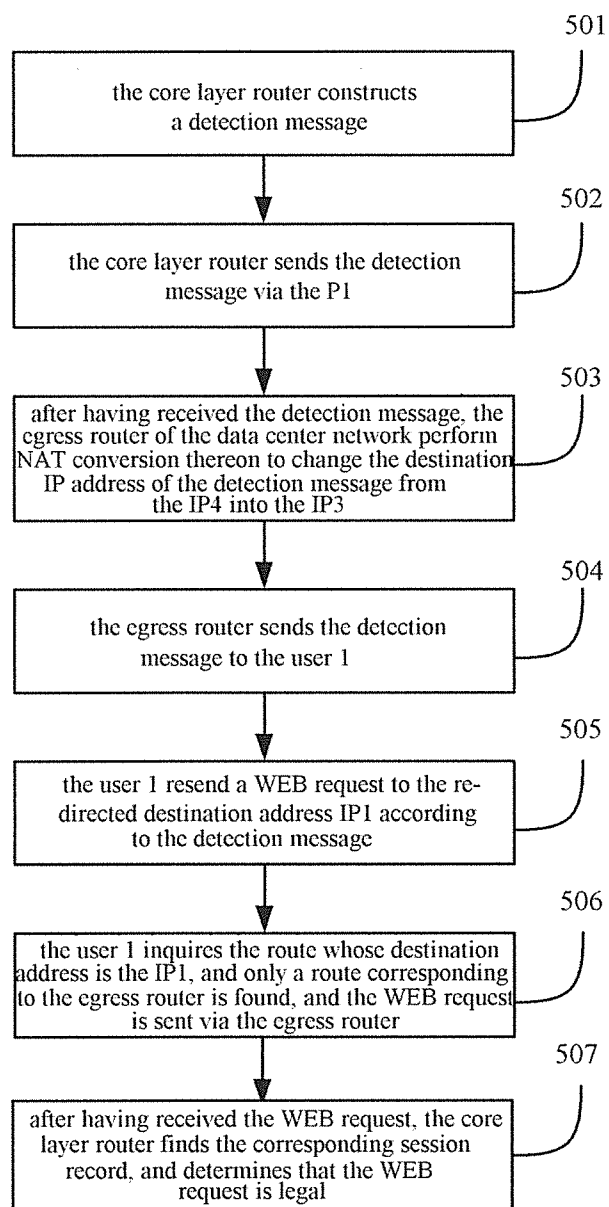 501
the core layer router constructs
a detection message
502
the core layer router sends the detection
message via the P1
503
after having received the detection message, the
egress router of the data center network perform
NAT conversion thereon to change the destination
IP address of the detection message from
the IP4 into the IP3
504
the egress router sends the detection
message to the user 1
505
the user 1 resend a WEB request to the re-
directed destination address IP1 according
to the detection message
506
the user 1 inquires the route whose destination
address is the IP1, and only a route corresponding
to the egress router is found, and the WEB request
is sent via the egress router
507
after having received the WEB request, the core
layer router finds the corresponding session
record, and determines that the WEB
request is legal